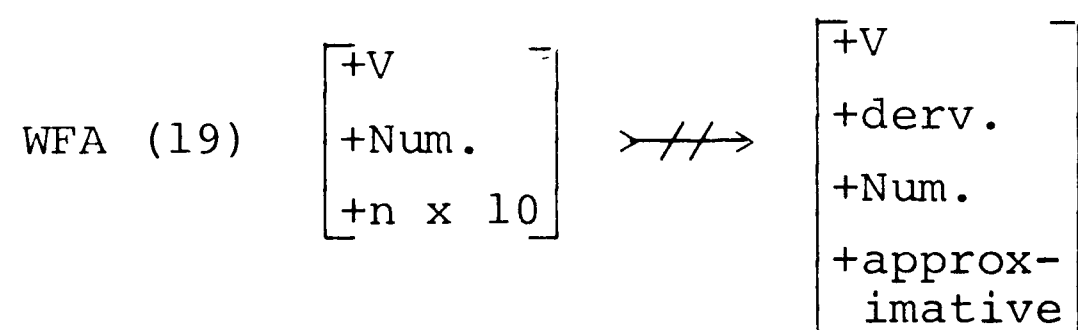 WFA (19)
+V
+Num.
+n x 10
+V
+derv.
+Num.
+approx-
imative